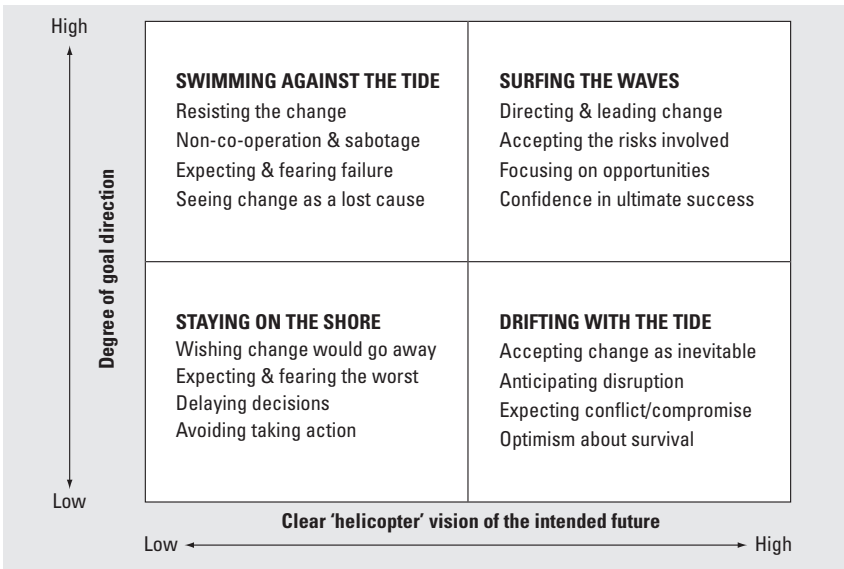 High
SWIMMING AGAINST THE TIDE
Resisting the change
Non-co-operation & sabotage
Expecting & fearing failure
Seeing change as a lost cause
SURFING THE WAVES
Directing & leading change
Accepting the risks involved
Focusing on opportunities
Confidence in ultimate success
Degree of goal direction
STAYING ON THE SHORE
Wishing change would go away
Expecting & fearing the worst
Delaying decisions
Avoiding taking action
DRIFTING WITH THE TIDE
Accepting change as inevitable
Anticipating disruption
Expecting conflict/compromise
Optimism about survival
Low
Clear ‘helicopter’ vision of the intended future
Low
High